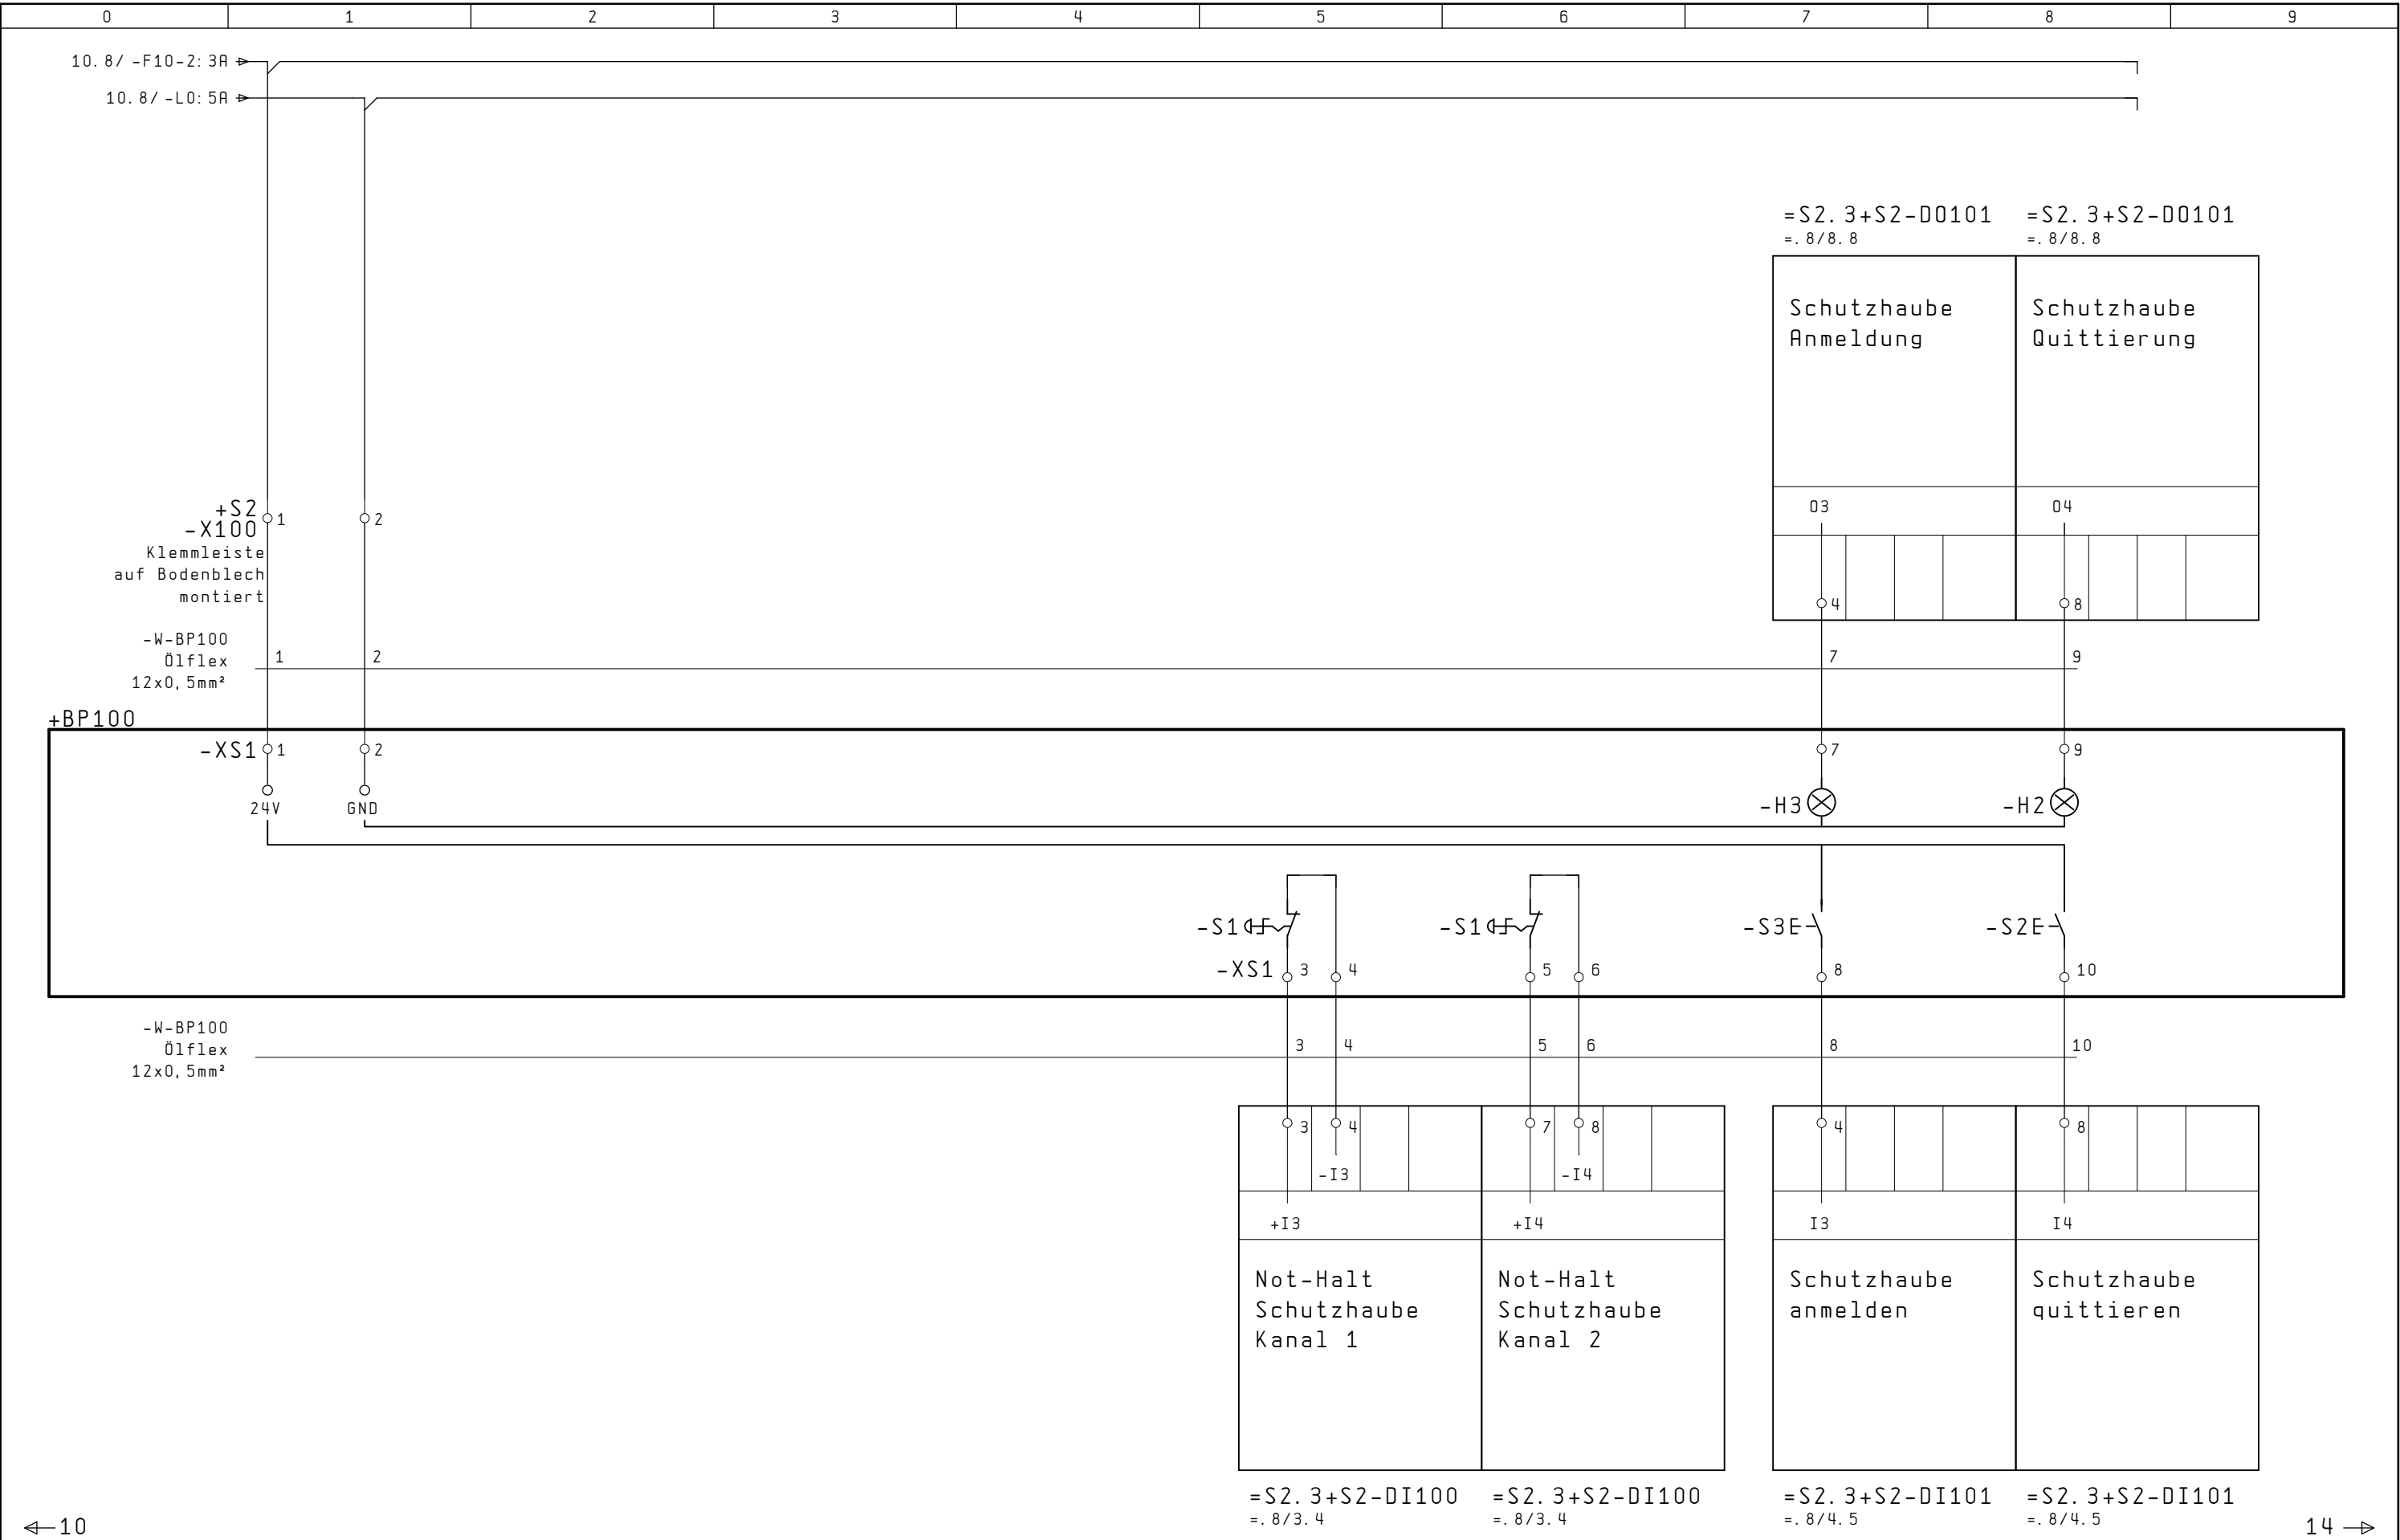 0 1 2 3 4 5 6 7 8 9
10.8/-F10-2:3A
10.8/-L0:5A
=S2.3+S2-DO101 =S2.3+S2-DO101
=.8/8.8 =.8/8.8
Schutzhaube Schutzhaube
Anmeldung Quittierung
O3 O4
+S2
-X100 1 2
Klemmleiste
auf Bodenblech
montiert
4 8
-W-BP100
Ölflex 1 2 7 9
12x0,5mm²
+BP100
-XS1 1 2 7 9
24V GND -H3 -H2
-S1 -S1 -S3 -S2
-XS1 3 4 5 6 8 10
-W-BP100
Ölflex 3 4 5 6 8 10
12x0,5mm²
3 4 7 8 4 8
-I3 -I4
+I3 +I4 I3 I4
Not-Halt Not-Halt Schutzhaube Schutzhaube
Schutzhaube Schutzhaube anmelden quittieren
Kanal 1 Kanal 2
=S2.3+S2-DI100 =S2.3+S2-DI100 =S2.3+S2-DI101 =S2.3+S2-DI101
=.8/3.4 =.8/3.4 =.8/4.5 =.8/4.5
10 14